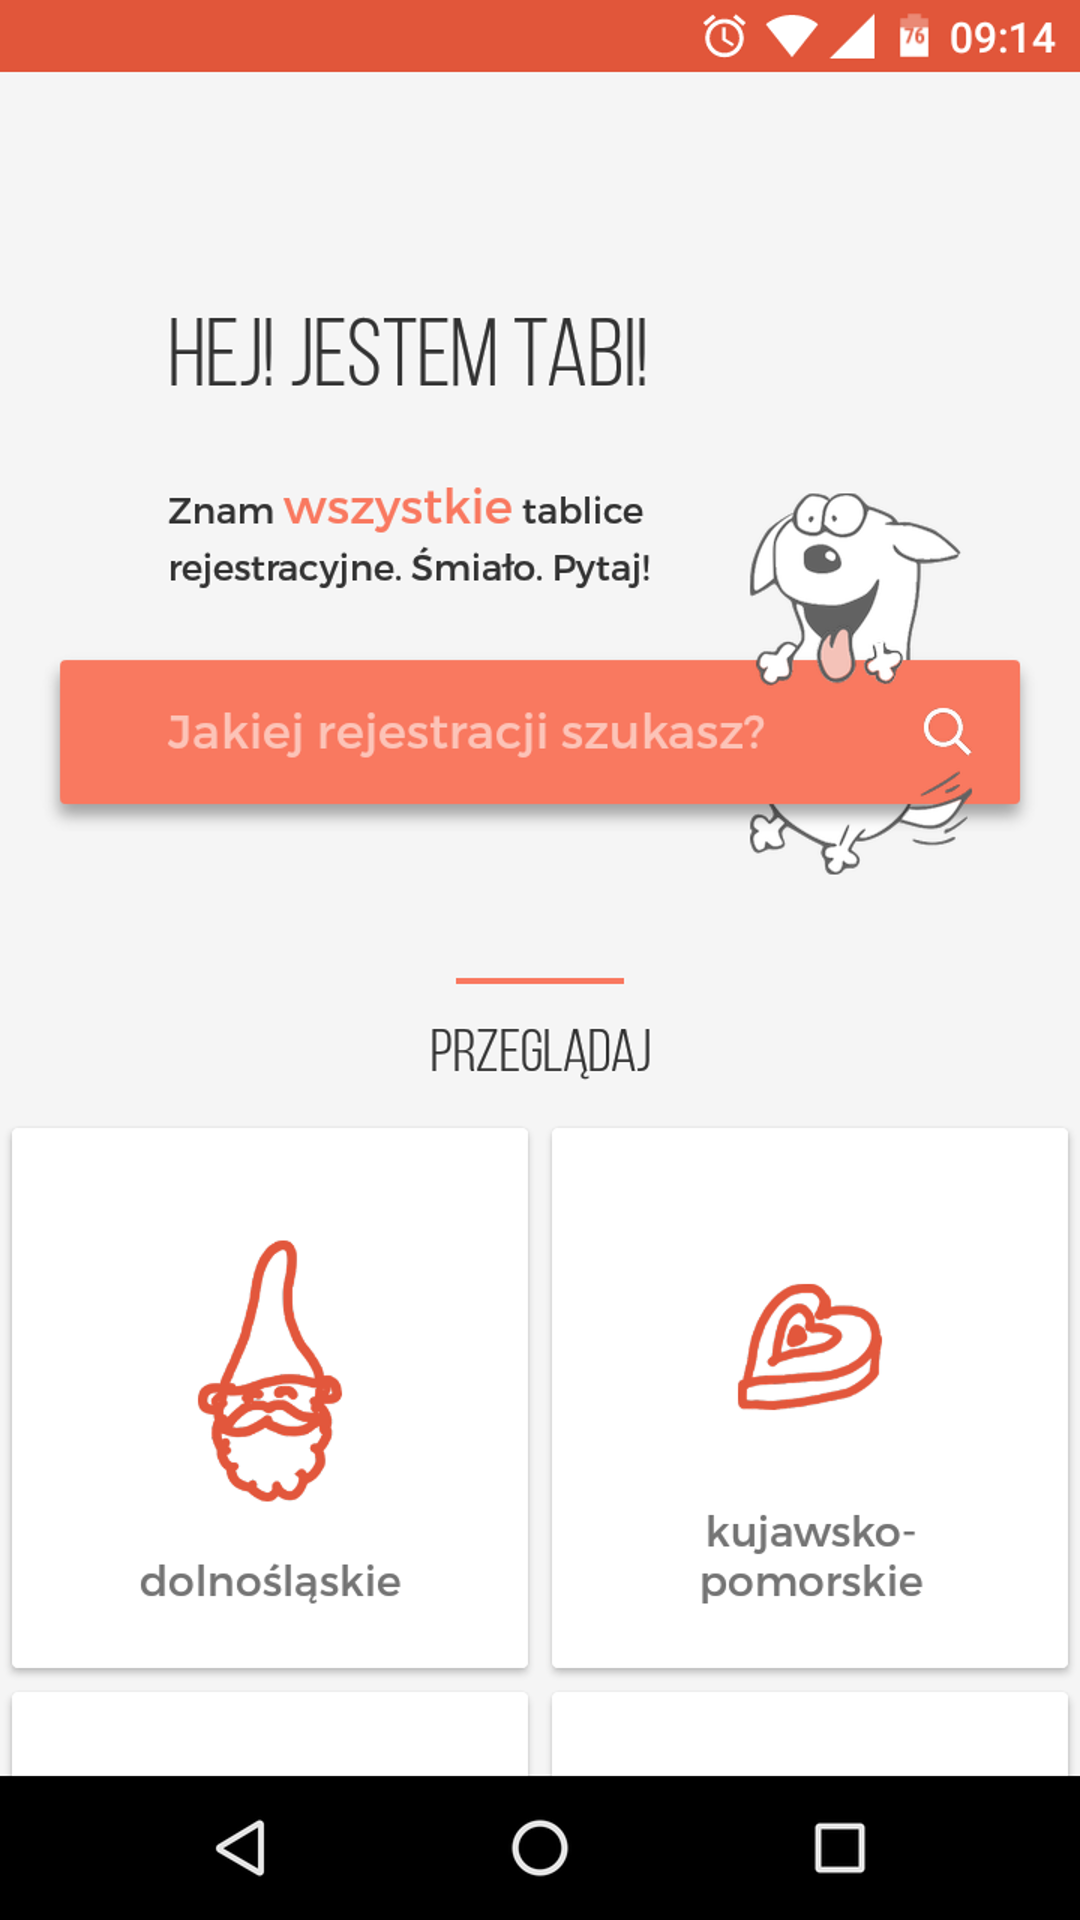 76 09:14
HEJ! JESTEM TABI!
Znam wszystkie tablice
rejestracyjne. Śmiało. Pytaj!
Jakiej rejestracji szukasz?
PRZEGLĄDAJ
dolnośląskie
kujawsko-
pomorskie